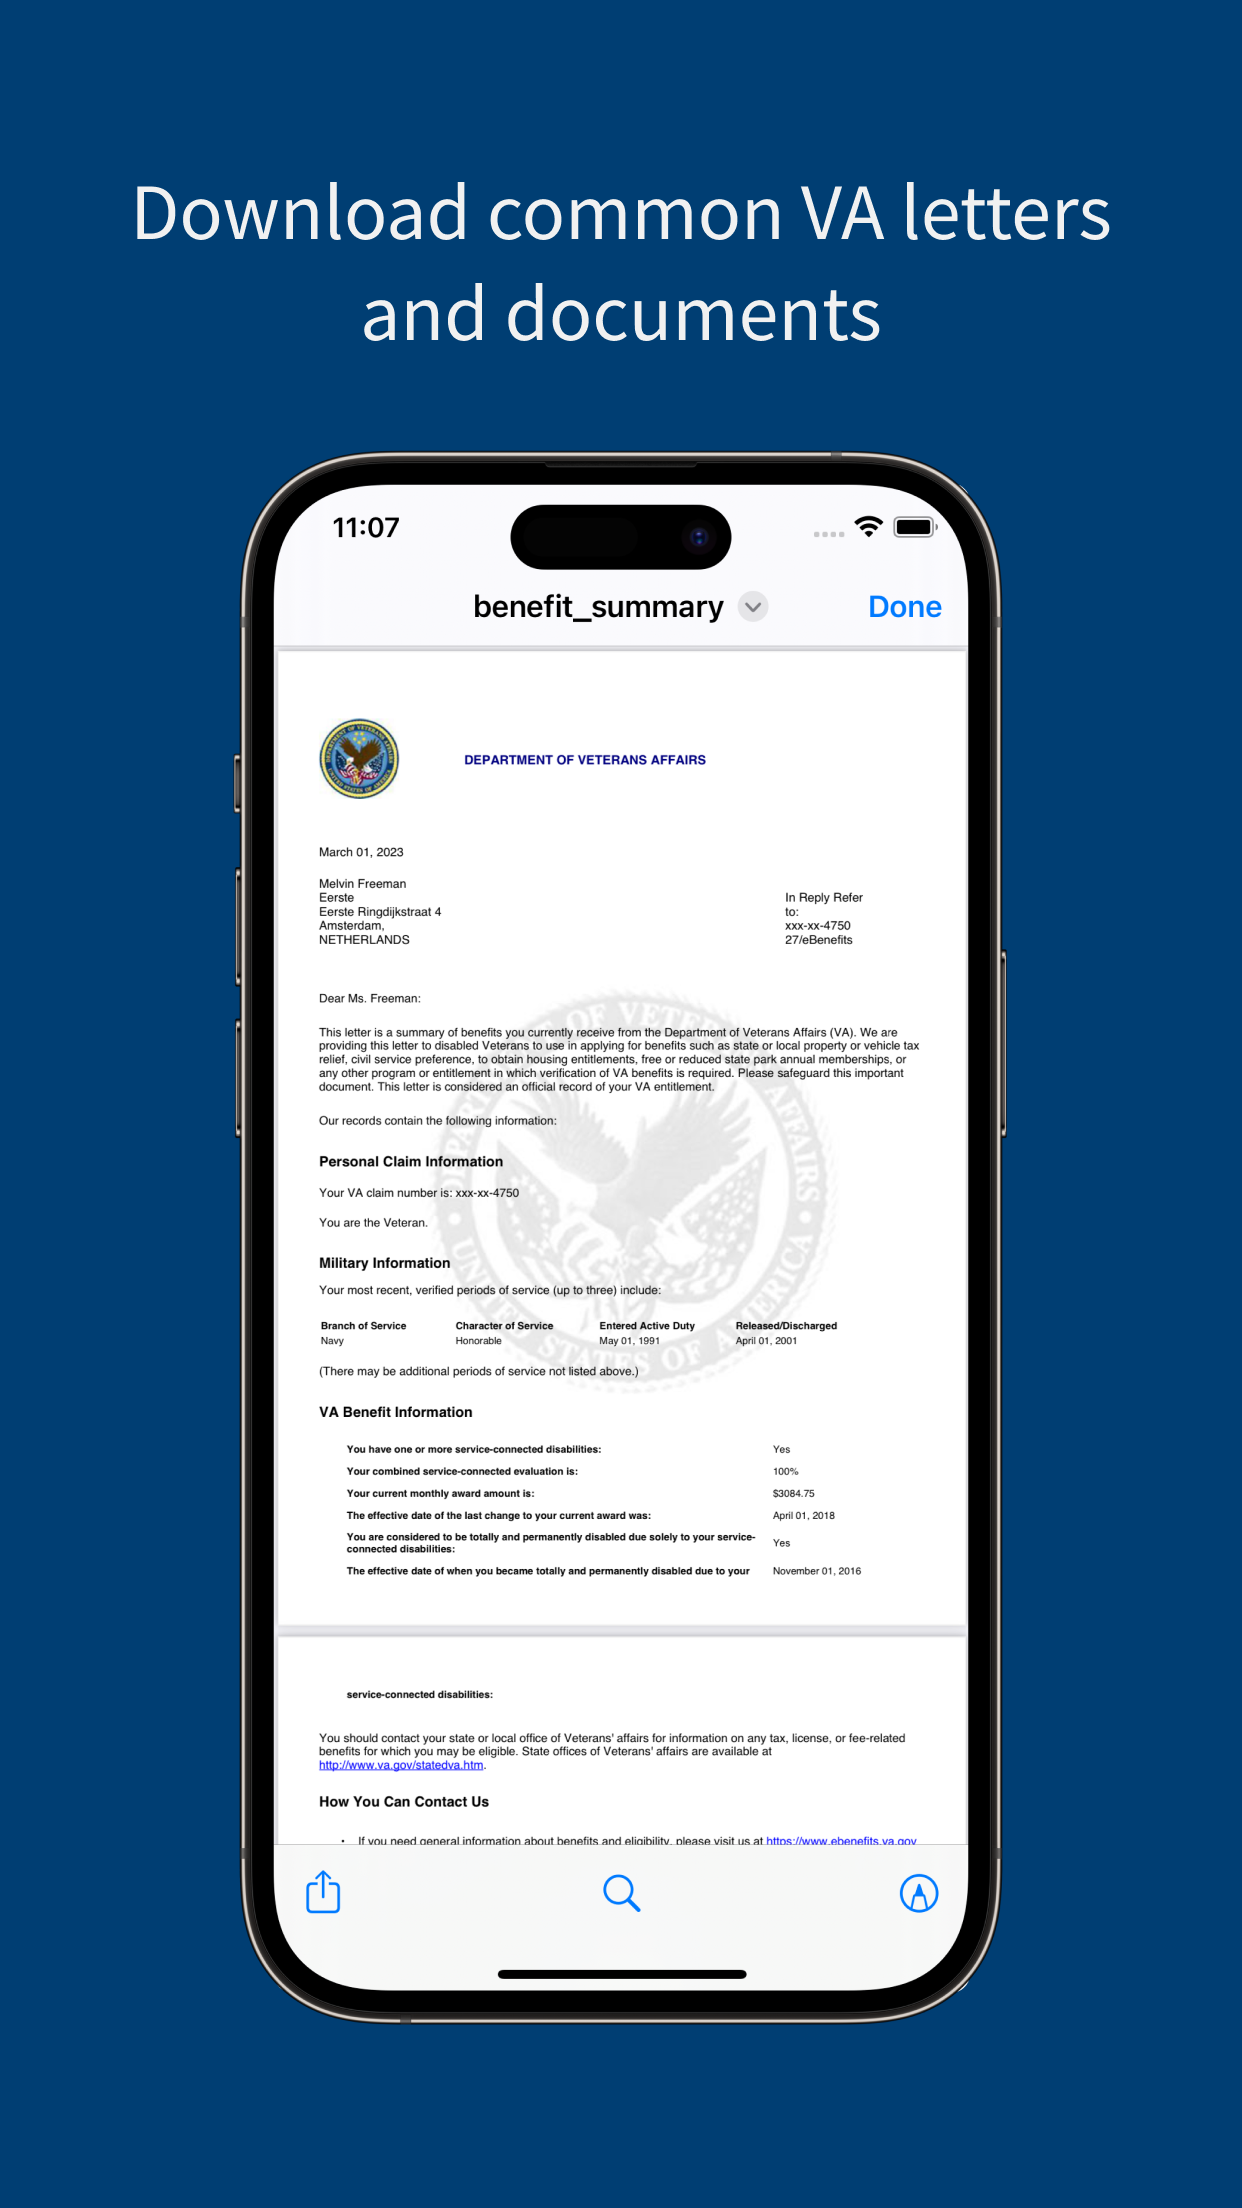 Download common VA letters
and documents
11:07
benefit_summary
Done
DEPARTMENT OF VETERANS AFFAIRS
March 01, 2023
Melvin Freeman
Eerste
Eerste Ringdijkstraat 4
Amsterdam,
NETHERLANDS
In Reply Refer
to:
xxx-xx-4750
27/eBenefits
Dear Ms. Freeman:
This letter is a summary of benefits you currently receive from the Department of Veterans Affairs (VA). We are
providing this letter to disabled Veterans to use in applying for benefits such as state or local property or vehicle tax
relief, civil service preference, to obtain housing entitlements, free or reduced state park annual memberships, or
any other program or entitlement in which verification of VA benefits is required. Please safeguard this important
document. This letter is considered an official record of your VA entitlement.
Our records contain the following information:
Personal Claim Information
Your VA claim number is: xxx-xx-4750
You are the Veteran.
Military Information
Your most recent, verified periods of service (up to three) include:
Branch of Service Character of Service Entered Active Duty Released/Discharged
Navy Honorable May 01, 1991 April 01, 2001
(There may be additional periods of service not listed above.)
VA Benefit Information
You have one or more service-connected disabilities: Yes
Your combined service-connected evaluation is: 100%
Your current monthly award amount is: $3084.75
The effective date of the last change to your current award was: April 01, 2018
You are considered to be totally and permanently disabled due solely to your service-
connected disabilities: Yes
The effective date of when you became totally and permanently disabled due to your November 01, 2016
service-connected disabilities:
You should contact your state or local office of Veterans' affairs for information on any tax, license, or fee-related
benefits for which you may be eligible. State offices of Veterans' affairs are available at
http://www.va.gov/statedva.htm.
How You Can Contact Us
• If you need general information about benefits and eligibility, please visit us at https://www.ebenefits.va.gov